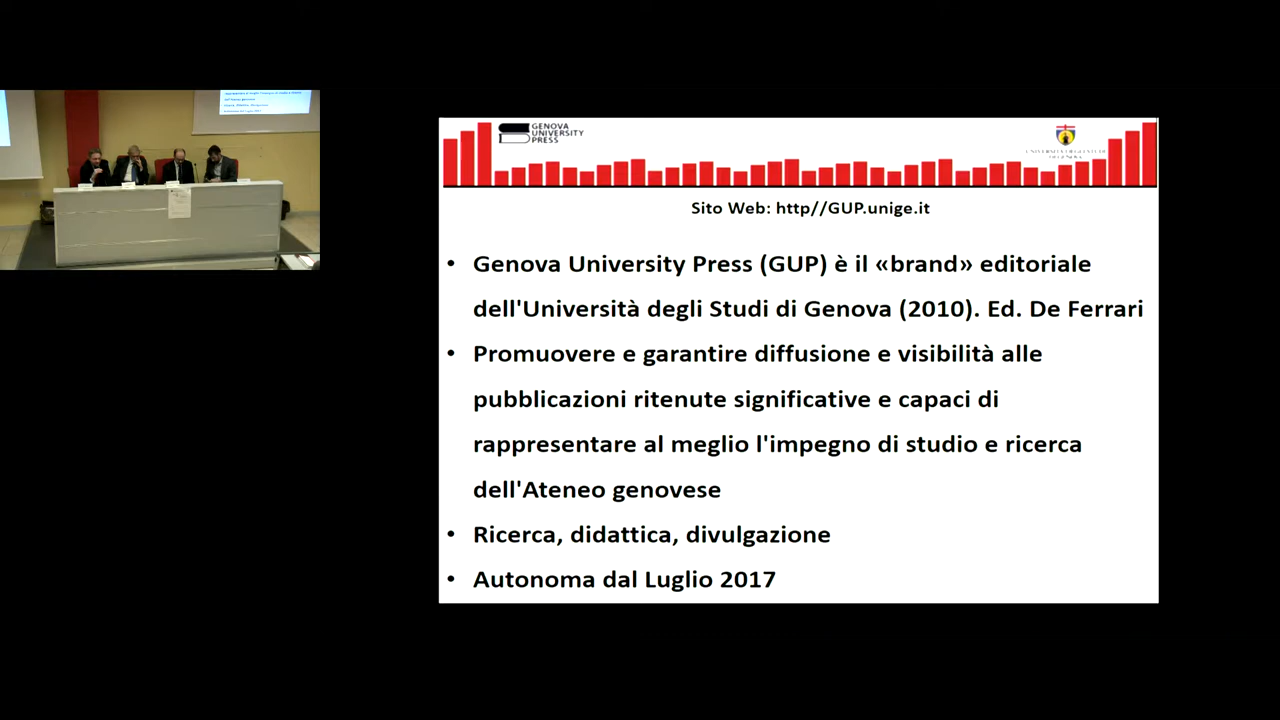 GENOVA
UNIVERSITY
PRESS
UNIVERSITÀ DEGLI STUDI
DI GENOVA
Sito Web: http//GUP.unige.it
• Genova University Press (GUP) è il «brand» editoriale
dell'Università degli Studi di Genova (2010). Ed. De Ferrari
• Promuovere e garantire diffusione e visibilità alle
pubblicazioni ritenute significative e capaci di
rappresentare al meglio l'impegno di studio e ricerca
dell'Ateneo genovese
• Ricerca, didattica, divulgazione
• Autonoma dal Luglio 2017